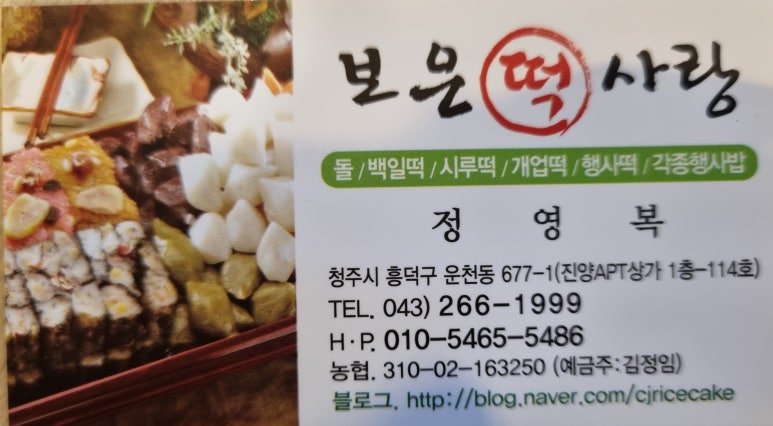 보은떡사랑
돌/백일떡/시루떡/개업떡/행사떡/각종행사밥
정 영 복
청주시 흥덕구 운천동 677-1(진양APT상가 1층-114호)
TEL. 043) 266-1999
H·P. 010-5465-5486
농협. 310-02-163250 (예금주:김정임)
블로그. http://blog.naver.com/cjricecake